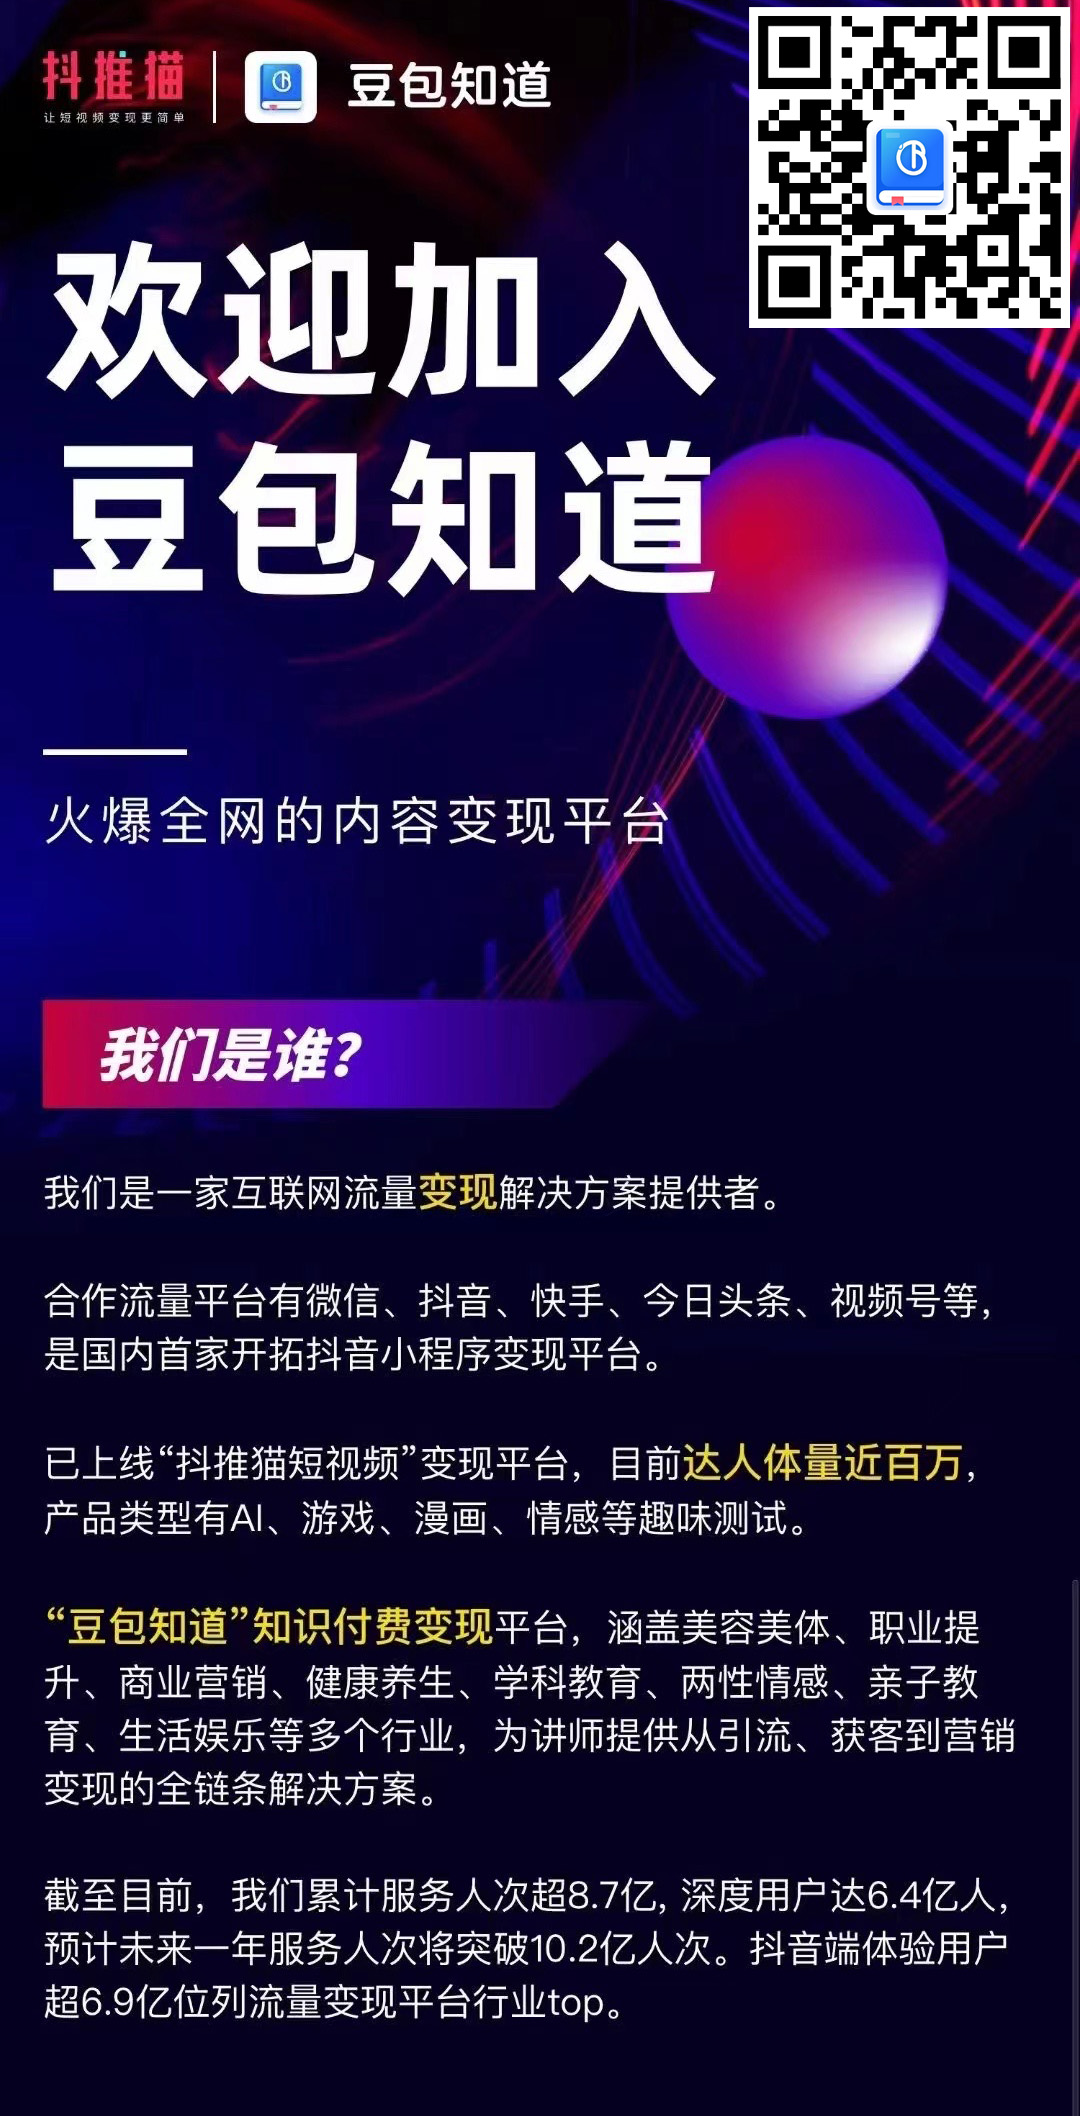 抖推猫
让短视频变现更简单
豆包知道
欢迎加入
豆包知道
火爆全网的内容变现平台
我们是谁?
我们是一家互联网流量变现解决方案提供者。
合作流量平台有微信、抖音、快手、今日头条、视频号等，
是国内首家开拓抖音小程序变现平台。
已上线“抖推猫短视频”变现平台，目前达人体量近百万，
产品类型有AI、游戏、漫画、情感等趣味测试。
“豆包知道”知识付费变现平台，涵盖美容美体、职业提
升、商业营销、健康养生、学科教育、两性情感、亲子教
育、生活娱乐等多个行业，为讲师提供从引流、获客到营销
变现的全链条解决方案。
截至目前，我们累计服务人次超8.7亿, 深度用户达6.4亿人，
预计未来一年服务人次将突破10.2亿人次。抖音端体验用户
超6.9亿位列流量变现平台行业top。